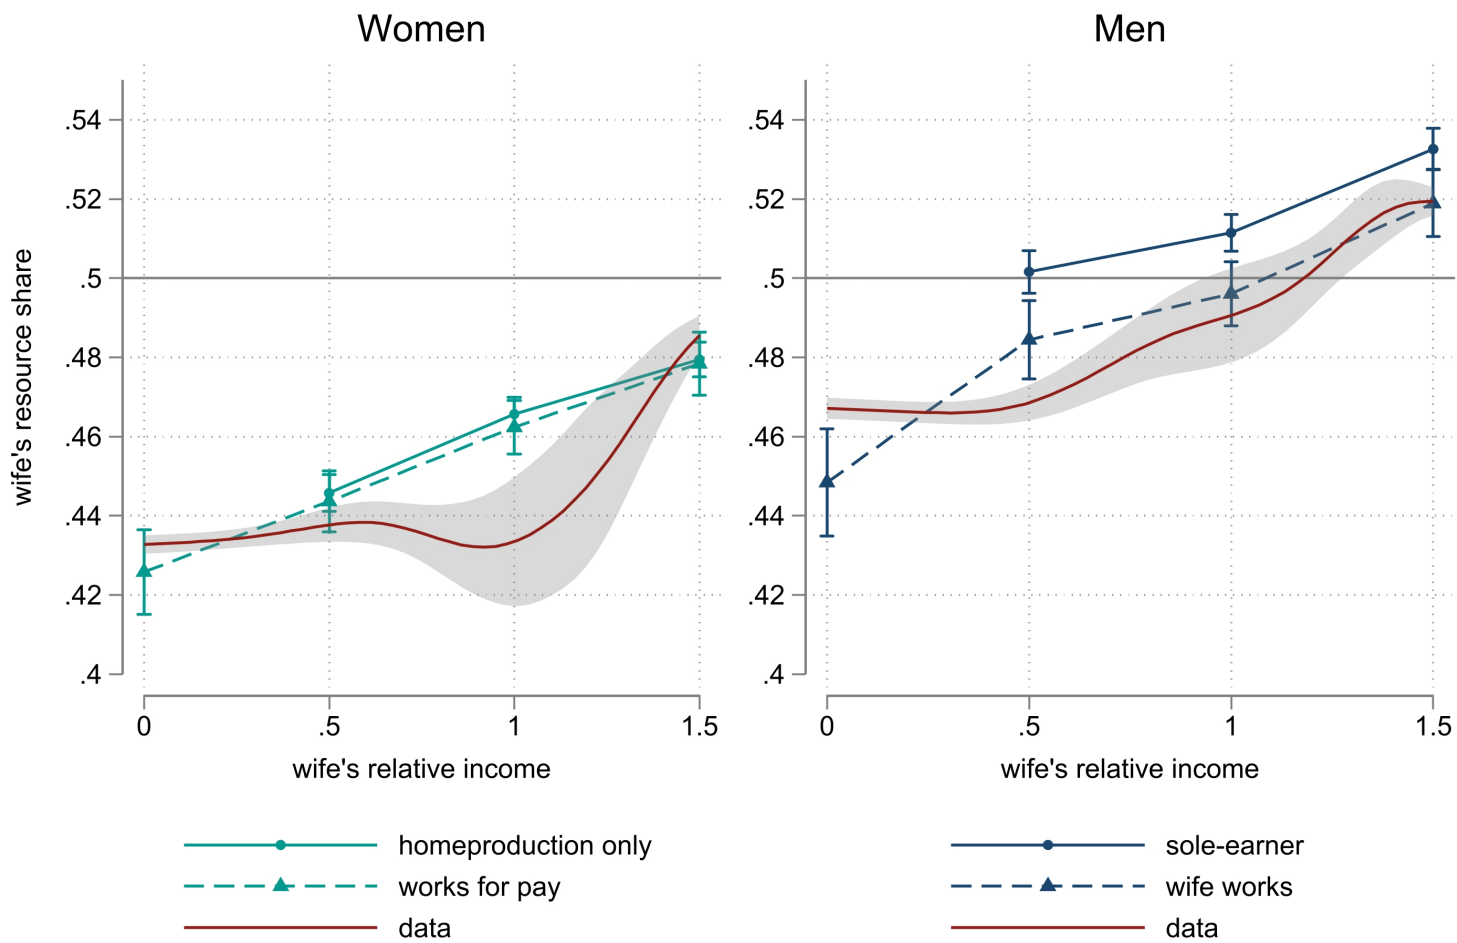 Women
Men
wife's resource share
.54
.52
.5
.48
.46
.44
.42
.4
0 .5 1 1.5
wife's relative income
.54
.52
.5
.48
.46
.44
.42
.4
0 .5 1 1.5
wife's relative income
homeproduction only
works for pay
data
sole-earner
wife works
data